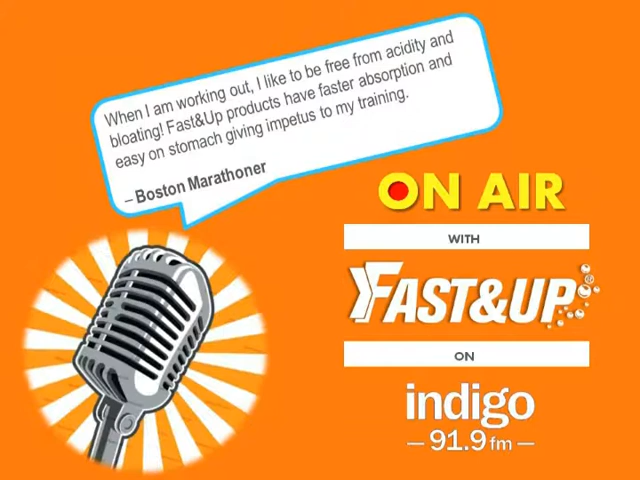 When I am working out, I like to be free from acidity and
bloating! Fast&Up products have faster absorption and
easy on stomach giving impetus to my training.
– Boston Marathoner
ON AIR
WITH
FAST&UP®
ON
indigo
– 91.9 fm –